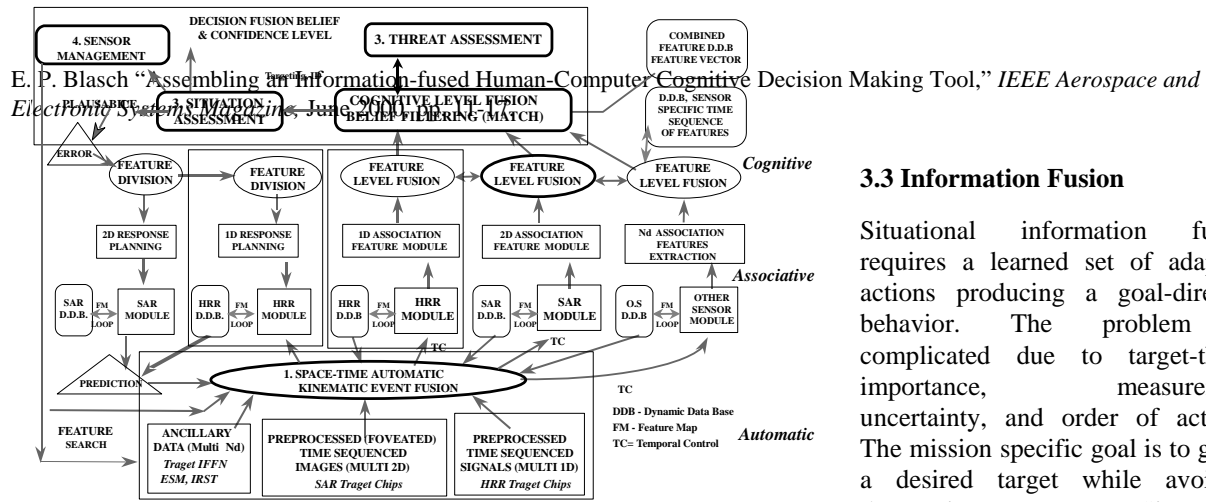 DECISION FUSION BELIEF
& CONFIDENCE LEVEL
4. SENSOR
MANAGEMENT
3. THREAT ASSESSMENT
COMBINED
FEATURE D.D.B
FEATURE VECTOR
E. P. Blasch “Assembling an Information-fused Human-Computer Cognitive Decision Making Tool,” IEEE Aerospace and
Electronic Systems Magazine, June 2000, pp. 11-17.
Targeting, ID
PLAUSABLE
3. SITUATION
ASSESSMENT
COGNITIVE LEVEL FUSION
BELIEF FILTERING (MATCH)
D.D.B, SENSOR
SPECIFIC TIME
SEQUENCE
OF FEATURES
ERROR
FEATURE
DIVISION
FEATURE
DIVISION
FEATURE
LEVEL FUSION
FEATURE
LEVEL FUSION
FEATURE
LEVEL FUSION
Cognitive
2D RESPONSE
PLANNING
1D RESPONSE
PLANNING
1D ASSOCIATION
FEATURE MODULE
2D ASSOCIATION
FEATURE MODULE
Nd ASSOCIATION
FEATURES
EXTRACTION
Associative
SAR
D.D.B.
FM
LOOP
SAR
MODULE
HRR
D.D.B.
FM
LOOP
HRR
MODULE
HRR
D.D.B
FM
LOOP
HRR
MODULE
SAR
D.D.B.
FM
LOOP
SAR
MODULE
O.S
D.D.B
FM
LOOP
OTHER
SENSOR
MODULE
TC
TC
PREDICTION
1. SPACE-TIME AUTOMATIC
KINEMATIC EVENT FUSION
TC
DDB - Dynamic Data Base
FM - Feature Map
TC= Temporal Control
Automatic
FEATURE
SEARCH
ANCILLARY
DATA (Multi Nd)
Traget IFFN
ESM, IRST
PREPROCESSED (FOVEATED)
TIME SEQUENCED
IMAGES (MULTI 2D)
SAR Traget Chips
PREPROCESSED
TIME SEQUENCED
SIGNALS (MULTI 1D)
HRR Traget Chips
3.3 Information Fusion
Situational information fu
requires a learned set of adap
actions producing a goal-dire
behavior. The problem
complicated due to target-th
importance, measure
uncertainty, and order of act
The mission specific goal is to g
a desired target while avoi